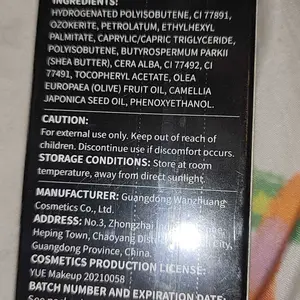 INGREDIENTS:
HYDROGENATED POLYISOBUTENE, CI 77891,
OZOKERITE, PETROLATUM, ETHYLHEXYL
PALMITATE, CAPRYLIC/CAPRIC TRIGLYCERIDE,
POLYISOBUTENE, BUTYROSPERMUM PARKII
(SHEA BUTTER), CERA ALBA, CI 77492, CI
77491, TOCOPHERYL ACETATE, OLEA
EUROPAEA (OLIVE) FRUIT OIL, CAMELLIA
JAPONICA SEED OIL, PHENOXYETHANOL.
CAUTION:
For external use only. Keep out of reach of
children. Discontinue use if discomfort occurs.
STORAGE CONDITIONS: Store at room
temperature, away from direct sunlight.
MANUFACTURER: Guangdong Wanzhuang
Cosmetics Co., Ltd.
ADDRESS: No.3, Zhongzhai
Heping Town, Chaoyang City,
Guangdong Province, China.
COSMETICS PRODUCTION LICENSE:
YUE Makeup 20210058
BATCH NUMBER AND EXPIRATION DATE: